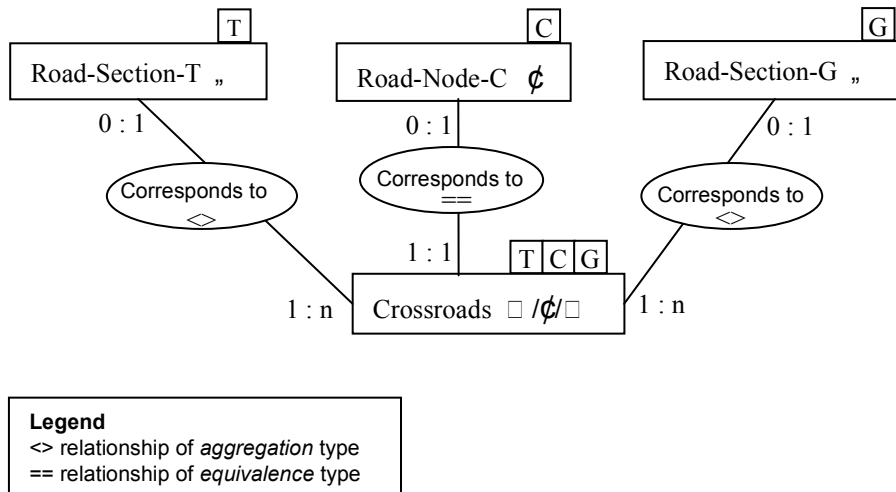 T
C
G
Road-Section-T „
Road-Node-C ₵
Road-Section-G „
0 : 1
0 : 1
0 : 1
Corresponds to
<>
Corresponds to
==
Corresponds to
<>
1 : 1
T C G
1 : n
Crossroads □ /₵/□
1 : n
Legend
<> relationship of aggregation type
== relationship of equivalence type